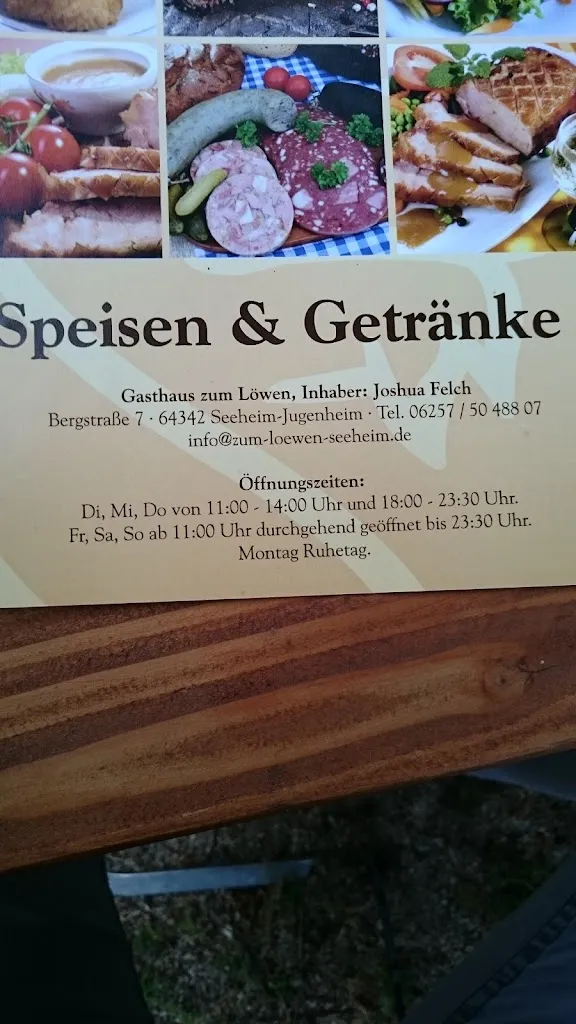 Speisen & Getränke
Gasthaus zum Löwen, Inhaber: Joshua Felch
Bergstraße 7 · 64342 Seeheim-Jugenheim · Tel. 06257 / 50 488 07
info@zum-loewen-seeheim.de
Öffnungszeiten:
Di, Mi, Do von 11:00 - 14:00 Uhr und 18:00 - 23:30 Uhr.
Fr, Sa, So ab 11:00 Uhr durchgehend geöffnet bis 23:30 Uhr.
Montag Ruhetag.